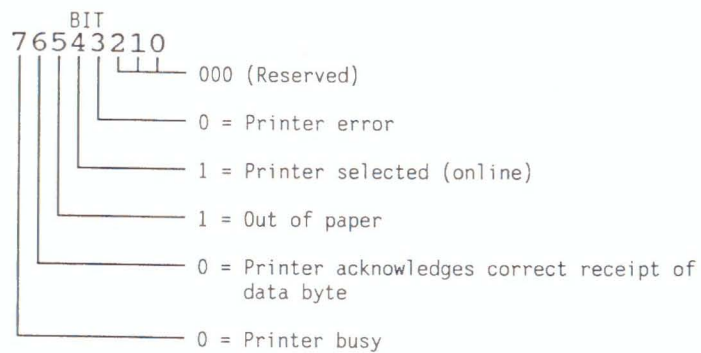 BIT
76543210
000 (Reserved)
0 = Printer error
1 = Printer selected (online)
1 = Out of paper
0 = Printer acknowledges correct receipt of
data byte
0 = Printer busy